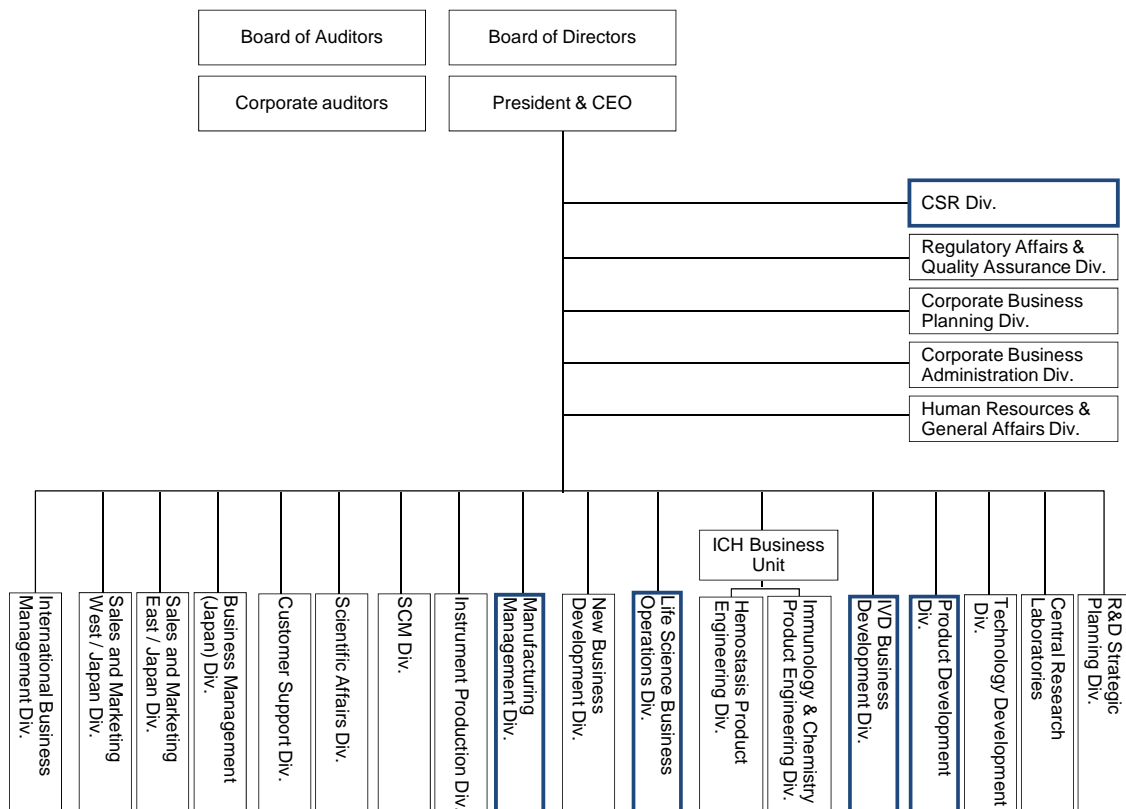 Board of Auditors
Board of Directors
Corporate auditors
President & CEO
CSR Div.
Regulatory Affairs &
Quality Assurance Div.
Corporate Business
Planning Div.
Corporate Business
Administration Div.
Human Resources &
General Affairs Div.
ICH Business
Unit
International Business
Management Div.
Sales and Marketing
West / Japan Div.
Sales and Marketing
East / Japan Div.
Business Management
(Japan) Div.
Customer Support Div.
Scientific Affairs Div.
SCM Div.
Instrument Production Div.
Manufacturing
Management Div.
New Business
Development Div.
Life Science Business
Operations Div.
Hemostasis Product
Engineering Div.
Immunology & Chemistry
Product Engineering Div.
IVD Business
Development Div.
Product Development
Div.
Technology Development
Div.
Central Research
Laboratories
R&D Strategic
Planning Div.